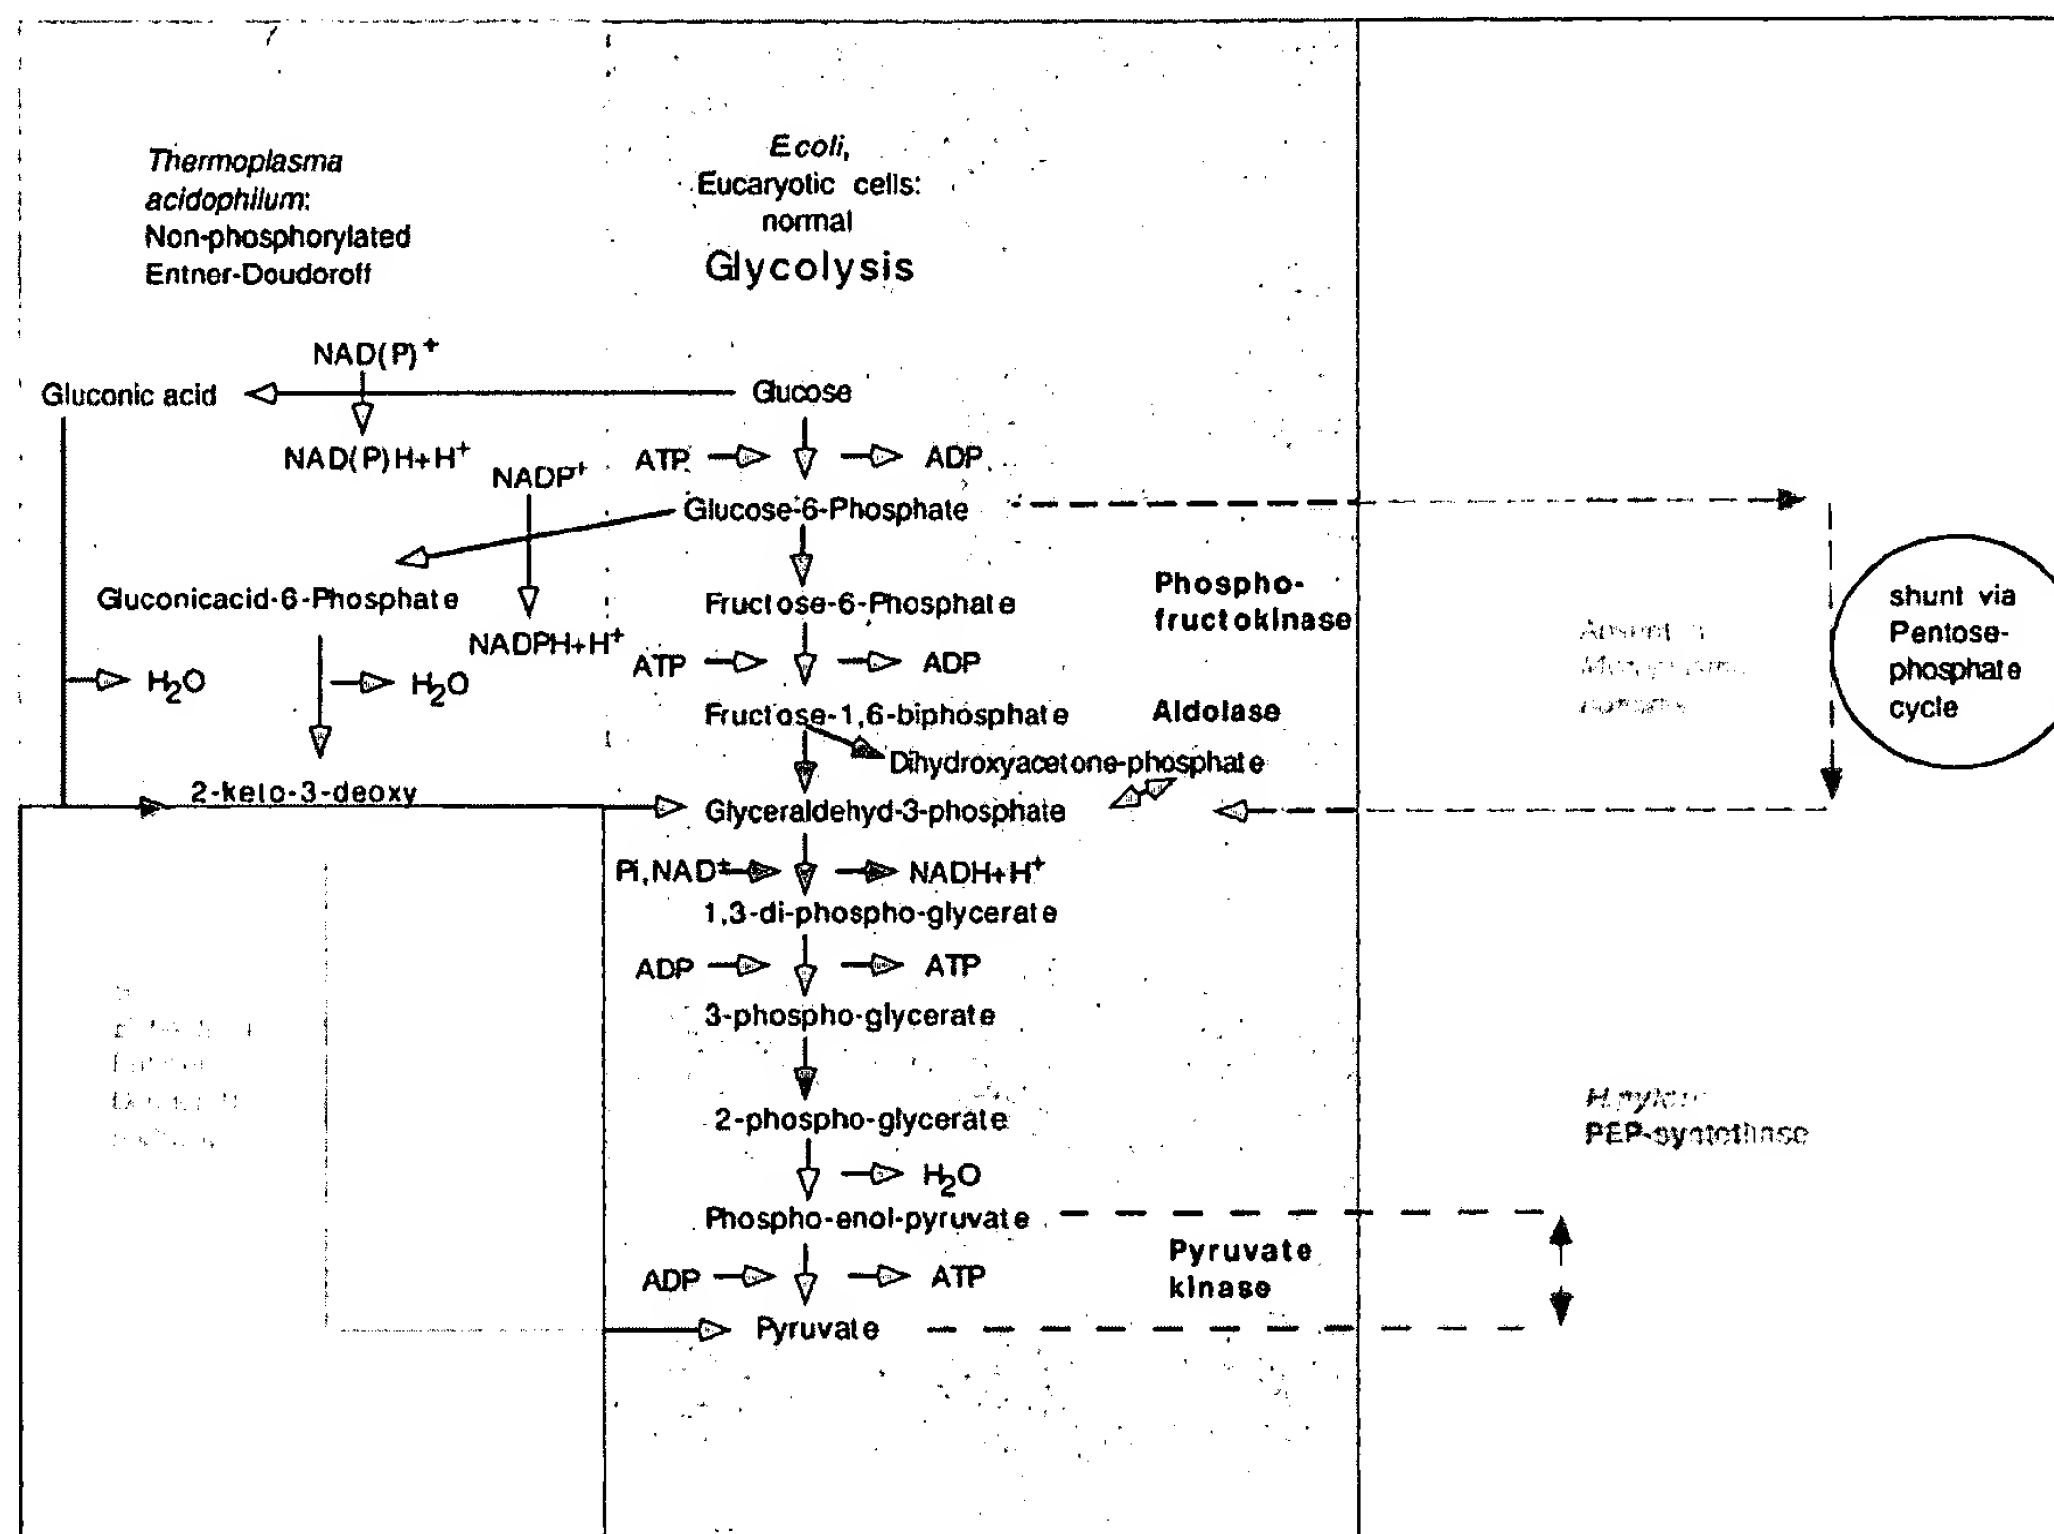 Thermoplasma
acidophilum:
Non-phosphorylated
Entner-Doudoroff
E coli,
Eucaryotic cells:
normal
Glycolysis
NAD(P)+
Gluconic acid
Glucose
NAD(P)H+H+
NADP+
ATP
ADP
Glucose-6-Phosphate
Gluconicacid-6-Phosphate
NADPH+H+
Fructose-6-Phosphate
Phospho-
fructokinase
ATP
ADP
H2O
H2O
Absent
shunt via
Pentose-
phosphate
cycle
Fructose-1,6-biphosphate
Aldolase
Dihydroxyacetone-phosphate
2-keto-3-deoxy
Glyceraldehyd-3-phosphate
Pi,NAD+
NADH+H+
1,3-di-phospho-glycerate
ADP
ATP
3-phospho-glycerate
2-phospho-glycerate
H2O
H.pylori
PEP-syntethase
Phospho-enol-pyruvate
Pyruvate
kinase
ADP
ATP
Pyruvate